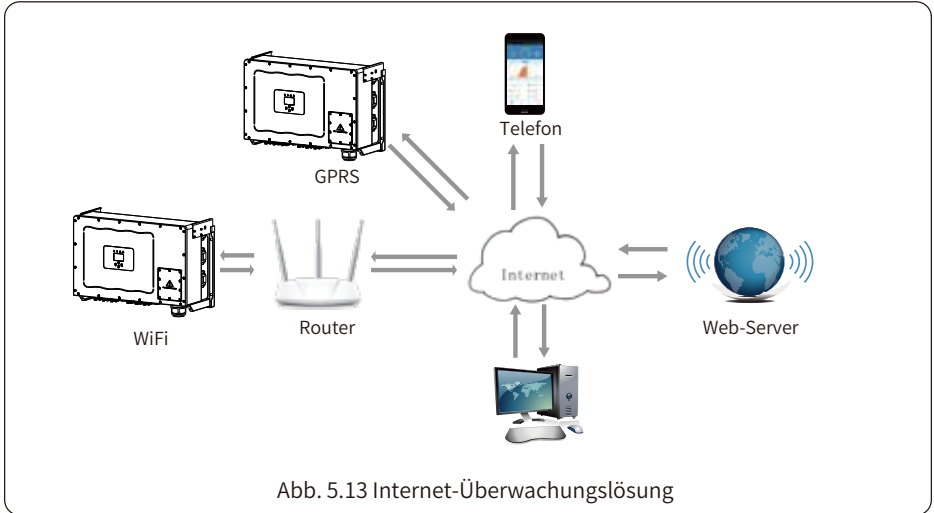 Telefon
GPRS
Internet
WiFi
Router
Web-Server
Abb. 5.13 Internet-Überwachungslösung